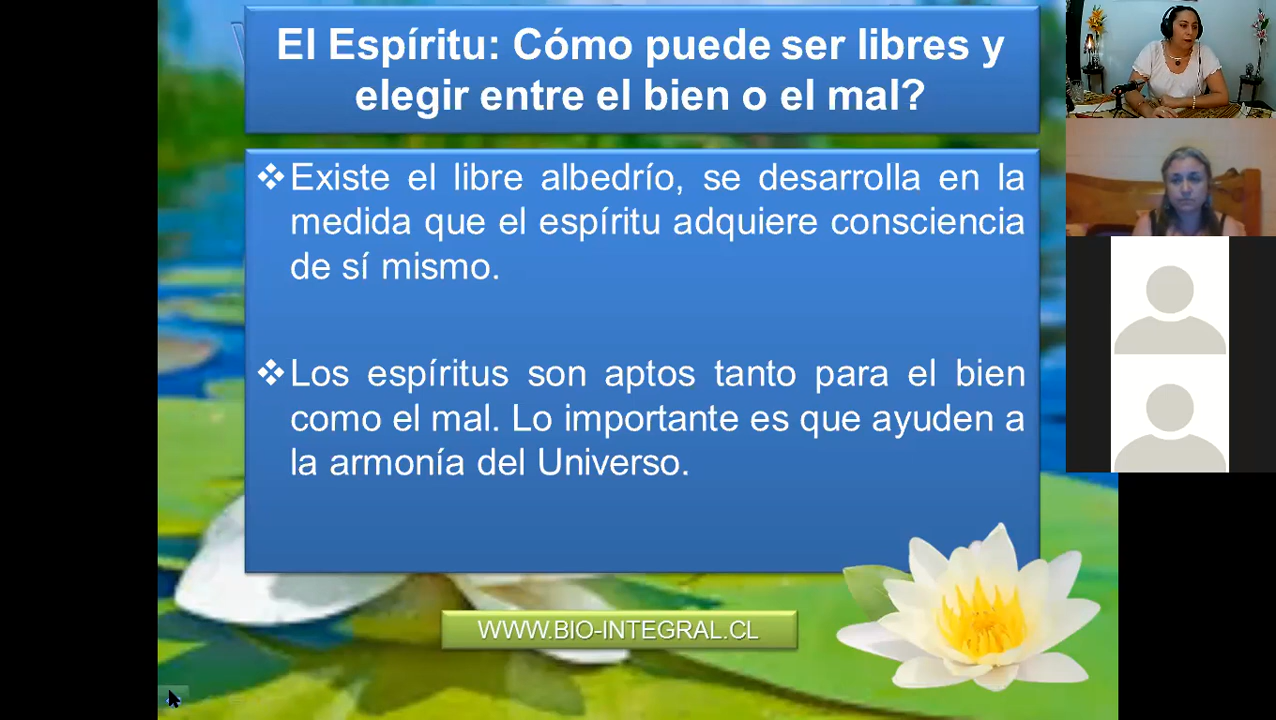 El Espíritu: Cómo puede ser libres y
elegir entre el bien o el mal?
❖Existe el libre albedrío, se desarrolla en la
medida que el espíritu adquiere consciencia
de sí mismo.
❖Los espíritus son aptos tanto para el bien
como el mal. Lo importante es que ayuden a
la armonía del Universo.
WWW.BIO-INTEGRAL.CL